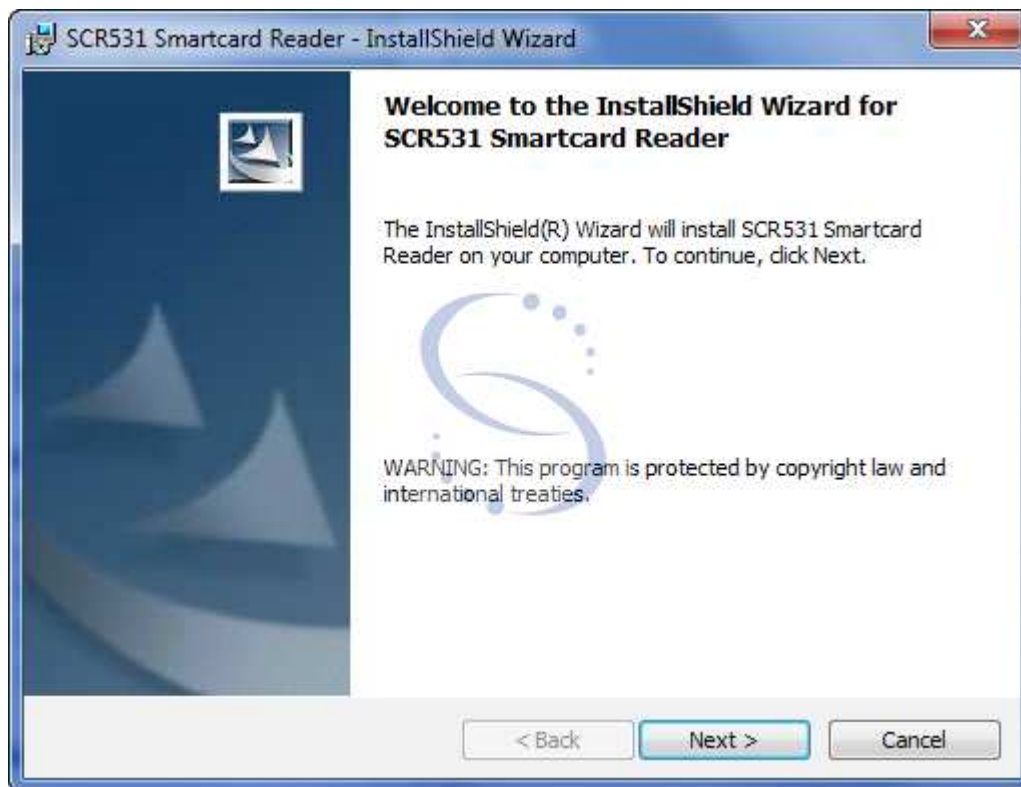 SCR531 Smartcard Reader - InstallShield Wizard
Welcome to the InstallShield Wizard for
SCR531 Smartcard Reader
The InstallShield(R) Wizard will install SCR531 Smartcard
Reader on your computer. To continue, click Next.
WARNING: This program is protected by copyright law and
international treaties.
< Back
Next >
Cancel